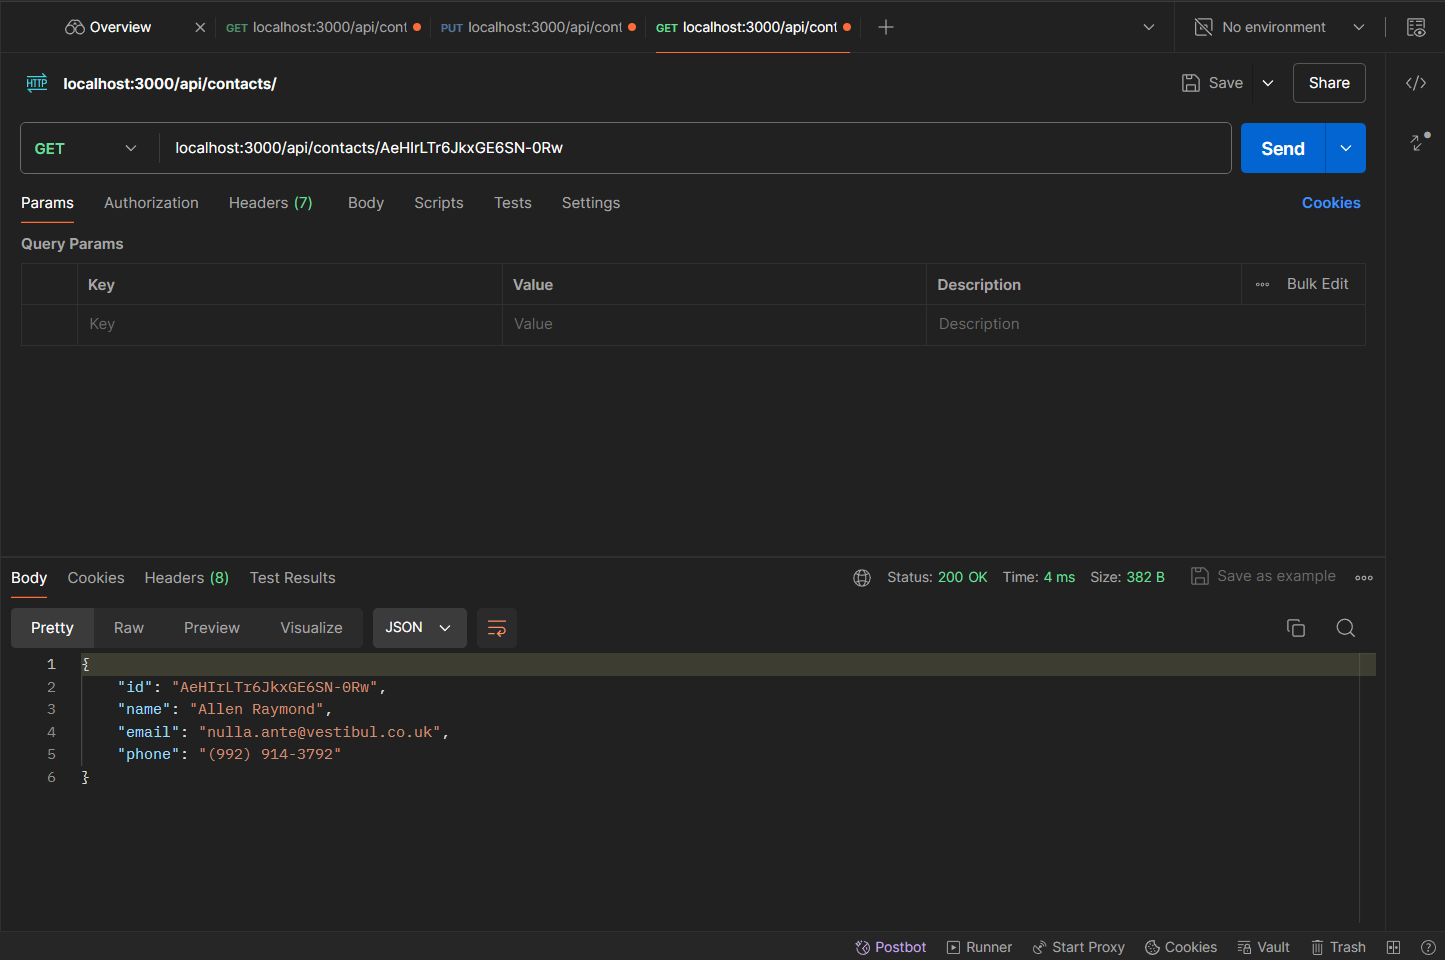 Overview GET localhost:3000/api/cont PUT localhost:3000/api/cont GET localhost:3000/api/cont No environment
HTTP localhost:3000/api/contacts/ Save Share
GET localhost:3000/api/contacts/AeHIrLTr6JkxGE6SN-0Rw Send
Params Authorization Headers (7) Body Scripts Tests Settings Cookies
Query Params
Key Value Description Bulk Edit
Key Value Description
Body Cookies Headers (8) Test Results Status: 200 OK Time: 4 ms Size: 382 B Save as example
Pretty Raw Preview Visualize JSON
1 {
2 "id": "AeHIrLTr6JkxGE6SN-0Rw",
3 "name": "Allen Raymond",
4 "email": "nulla.ante@vestibul.co.uk",
5 "phone": "(992) 914-3792"
6 }
Postbot Runner Start Proxy Cookies Vault Trash